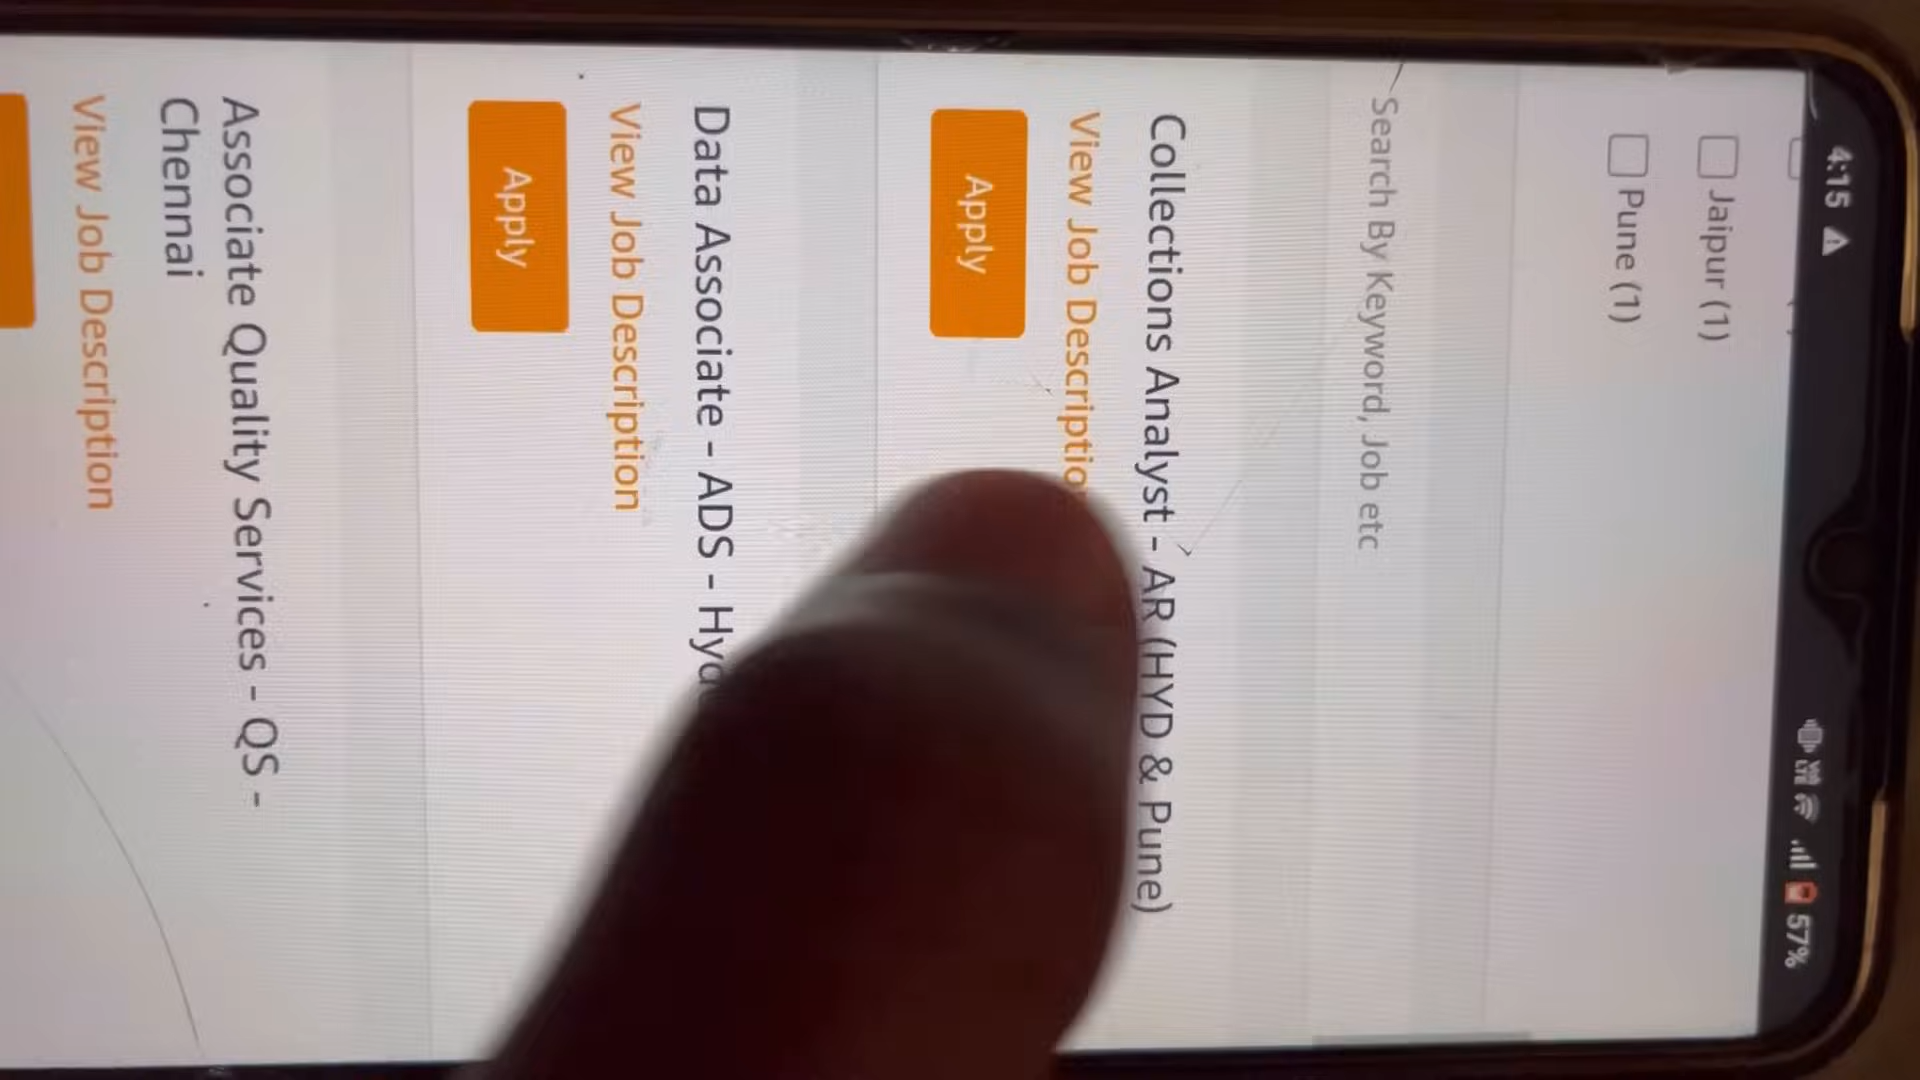 4:15
57%
Jaipur (1)
Pune (1)
Search By Keyword, Job etc
Collections Analyst - AR (HYD & Pune)
View Job Descriptio
Apply
Data Associate - ADS - Hyd
View Job Description
Apply
Associate Quality Services - QS -
Chennai
View Job Description